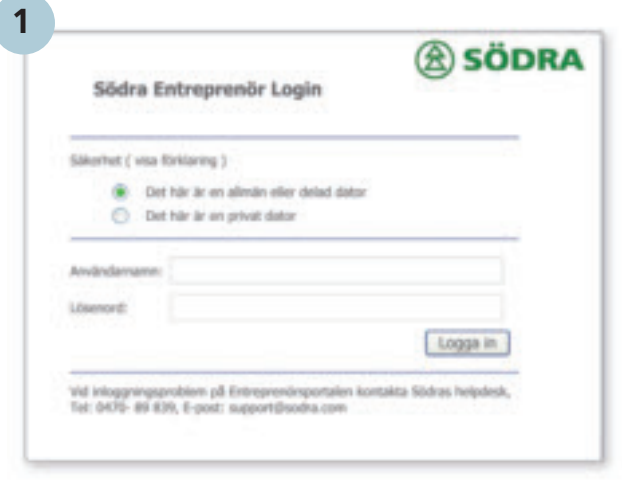 1
SÖDRA
Södra Entreprenör Login
Säkerhet ( visa förklaring )
Det här är en allmän eller delad dator
Det här är en privat dator
Användarnamn:
Lösenord:
Logga in
Vid inloggningsproblem på Entreprenörsportalen kontakta Södras helpdesk,
Tel: 0470- 89 839, E-post: support@sodra.com